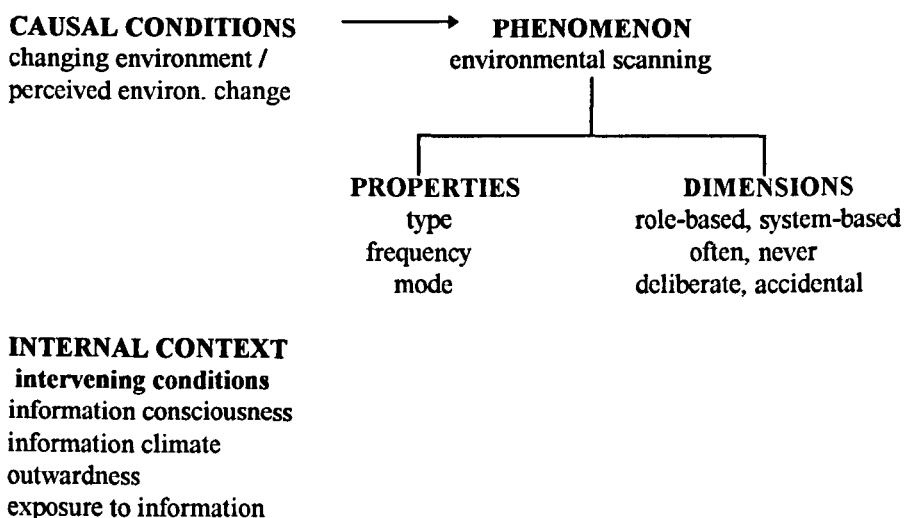 CAUSAL CONDITIONS
changing environment /
perceived environ. change
PHENOMENON
environmental scanning
PROPERTIES
type
frequency
mode
DIMENSIONS
role-based, system-based
often, never
deliberate, accidental
INTERNAL CONTEXT
intervening conditions
information consciousness
information climate
outwardness
exposure to information